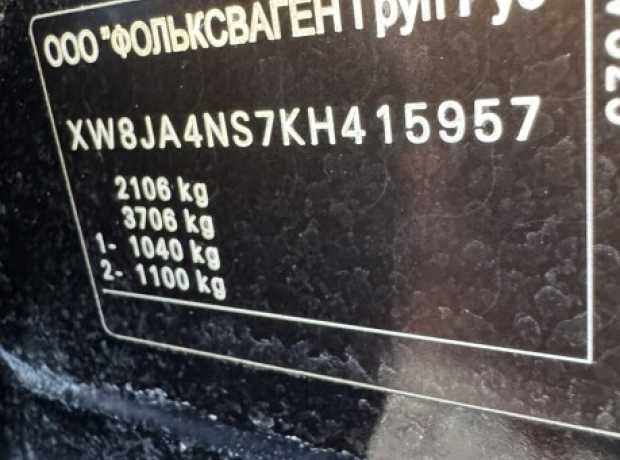 ООО "ФОЛЬКСВАГЕН Груп Рус
XW8JA4NS7KH415957
2106 kg
3706 kg
1- 1040 kg
2- 1100 kg